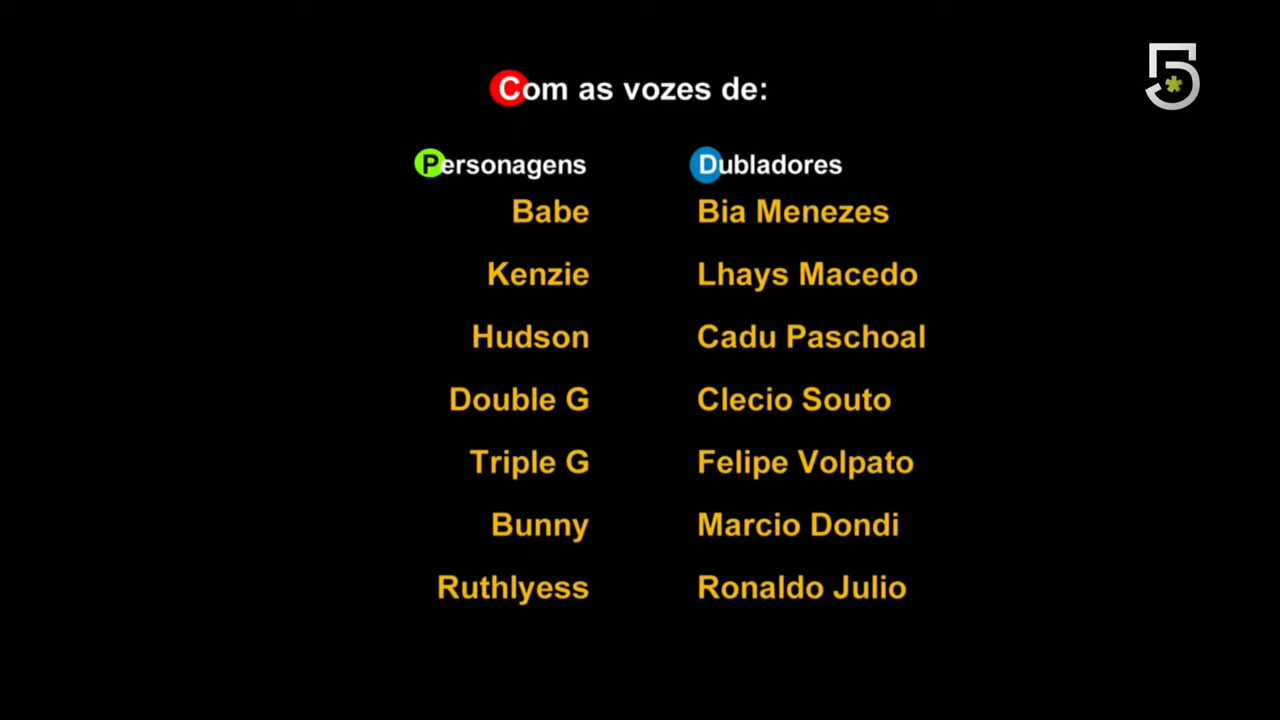 Com as vozes de:
Personagens Dubladores
Babe Bia Menezes
Kenzie Lhays Macedo
Hudson Cadu Paschoal
Double G Clecio Souto
Triple G Felipe Volpato
Bunny Marcio Dondi
Ruthlyess Ronaldo Julio
5*